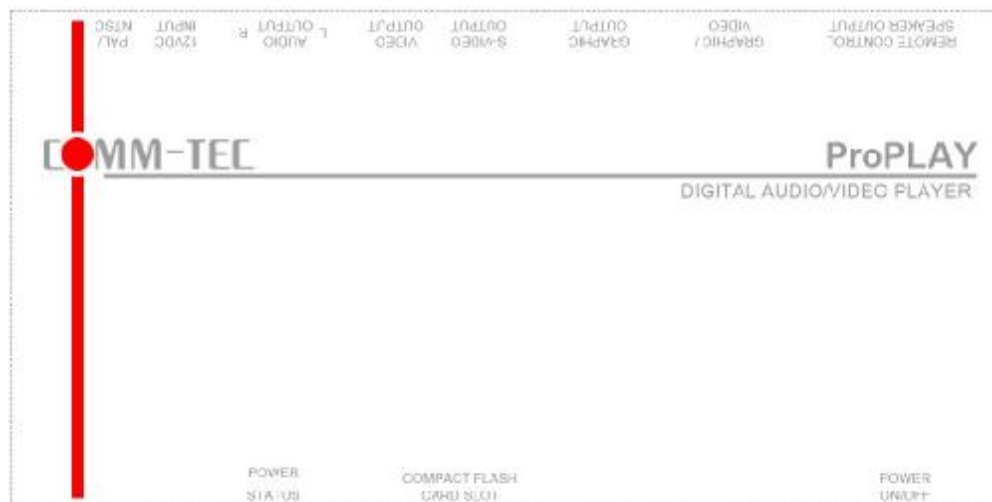 PAL/
NTSC
12VDC
INPUT
AUDIO
L OUTPUT R
VIDEO
OUTPUT
S-VIDEO
OUTPUT
GRAPHIC
OUTPUT
GRAPHIC /
VIDEO
REMOTE CONTROL,
SPEAKER OUTPUT
COMM-TEC
ProPLAY
DIGITAL AUDIO/VIDEO PLAYER
POWER
STATUS
COMPACT FLASH
CARD SLOT
POWER
ON/OFF